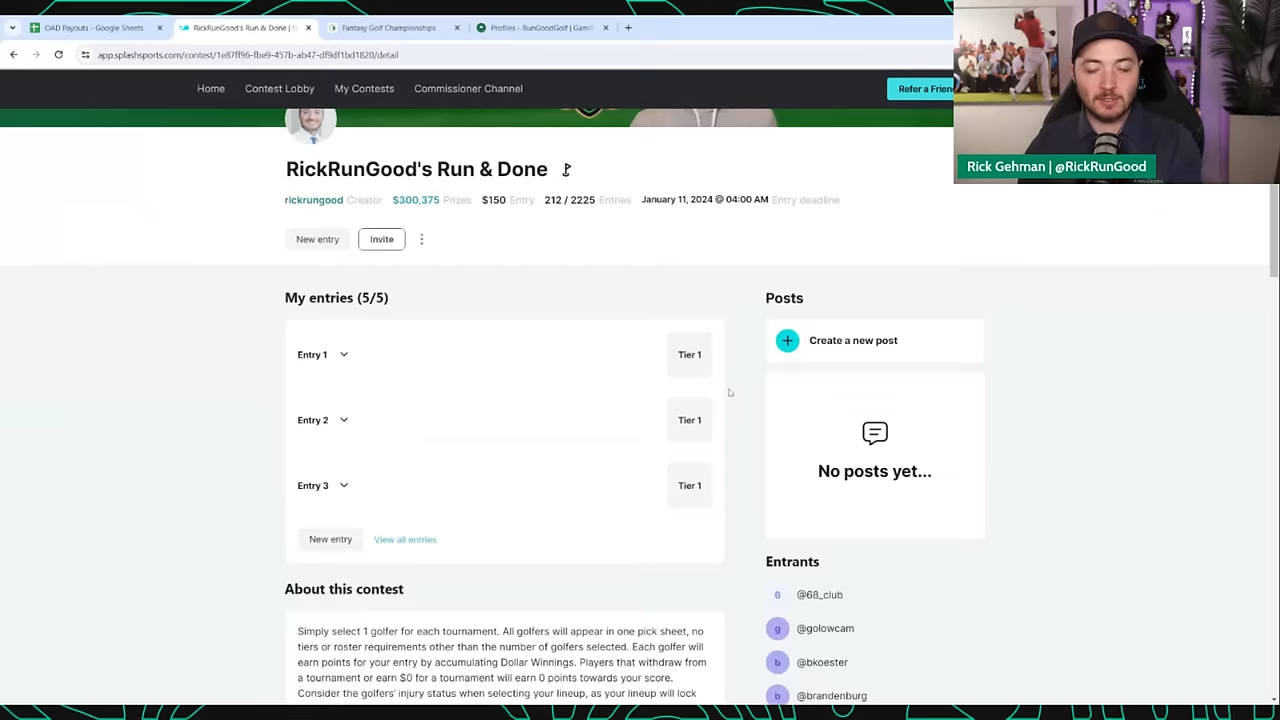 OAD Payouts - Google Sheets
RickRunGood's Run & Done |
Fantasy Golf Championships
Profiles - RunGoodGolf | Gam
app.splashsports.com/contest/1e87ff96-fbe9-457b-ab47-df9df1bd1820/detail
Home
Contest Lobby
My Contests
Commissioner Channel
Refer a Frien
Rick Gehman | @RickRunGood
RickRunGood's Run & Done
rickrungood Creator $300,375 Prizes $150 Entry 212 / 2225 Entries January 11, 2024 @ 04:00 AM Entry deadline
New entry
Invite
My entries (5/5)
Entry 1
Tier 1
Entry 2
Tier 1
Entry 3
Tier 1
New entry
View all entries
Posts
Create a new post
No posts yet...
About this contest
Simply select 1 golfer for each tournament. All golfers will appear in one pick sheet, no
tiers or roster requirements other than the number of golfers selected. Each golfer will
earn points for your entry by accumulating Dollar Winnings. Players that withdraw from
a tournament or earn $0 for a tournament will earn 0 points towards your score.
Consider the golfers' injury status when selecting your lineup, as your lineup will lock
Entrants
6 @68_club
g @golowcam
b @bkoester
b @brandenburg